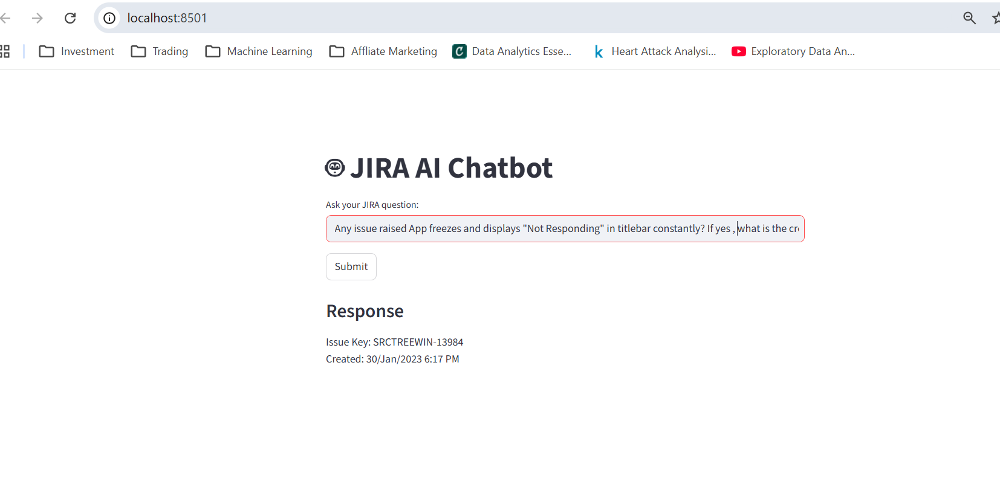 localhost:8501
Investment Trading Machine Learning Affliate Marketing Data Analytics Esse... Heart Attack Analysi... Exploratory Data An...
JIRA AI Chatbot
Ask your JIRA question:
Any issue raised App freezes and displays "Not Responding" in titlebar constantly? If yes , what is the cr
Submit
Response
Issue Key: SRCTREEWIN-13984
Created: 30/Jan/2023 6:17 PM